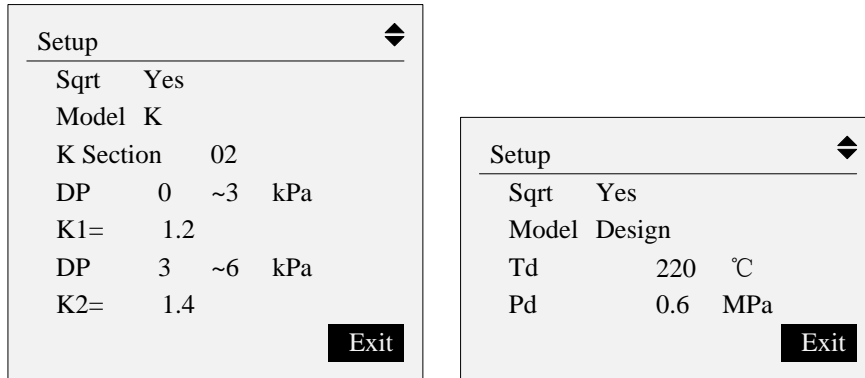 Setup
Sqrt Yes
Model K
K Section 02
DP 0 ~3 kPa
K1= 1.2
DP 3 ~6 kPa
K2= 1.4
Exit
Setup
Sqrt Yes
Model Design
Td 220 ℃
Pd 0.6 MPa
Exit